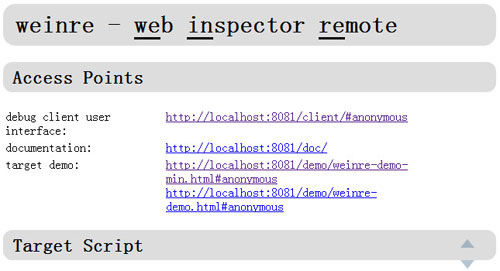 weinre - web inspector remote
Access Points
debug client user interface: http://localhost:8081/client/#anonymous
documentation: http://localhost:8081/doc/
target demo: http://localhost:8081/demo/weinre-demo-
min.html#anonymous
http://localhost:8081/demo/weinre-
demo.html#anonymous
Target Script